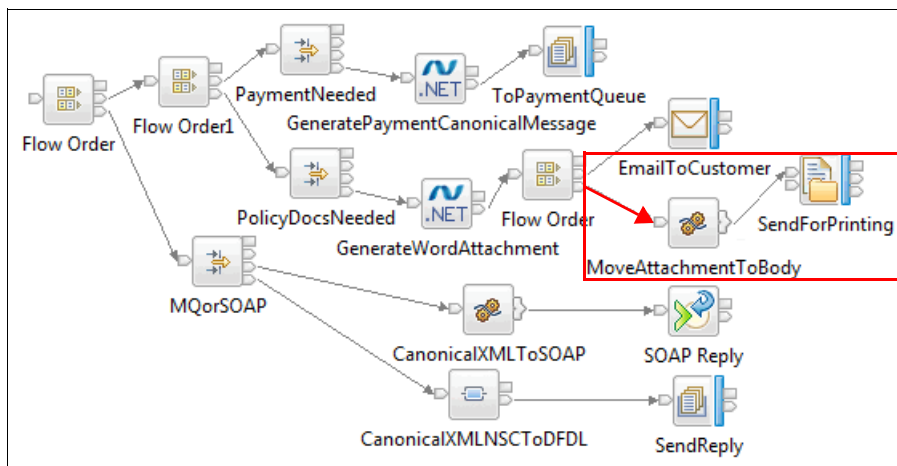 PaymentNeeded
.NET
ToPaymentQueue
Flow Order
Flow Order1
GeneratePaymentCanonicalMessage
EmailToCustomer
PolicyDocsNeeded
.NET
Flow Order
SendForPrinting
GenerateWordAttachment
MoveAttachmentToBody
MQorSOAP
CanonicalXMLToSOAP
SOAP Reply
CanonicalXMLNSCToDFDL
SendReply